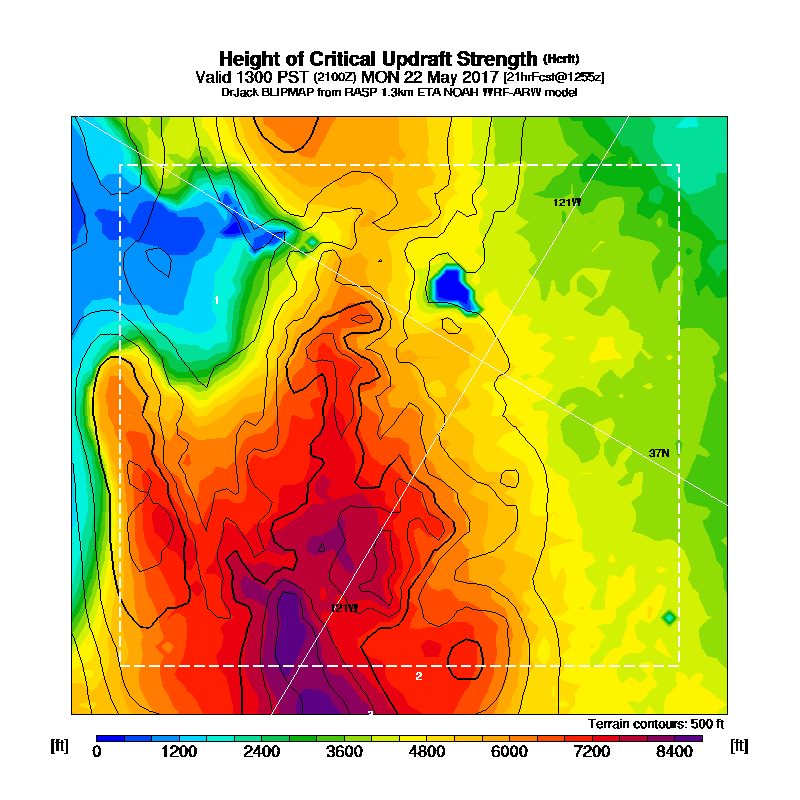 Height of Critical Updraft Strength (Hcrit)
Valid 1300 PST (2100Z) MON 22 May 2017 [21hrFcst@1255z]
DrJack BLIPMAP from RASP 1.3km ETA NOAH WRF-ARW model
121W
1
37N
121W
2
3
Terrain contours: 500 ft
[ft] 0 1200 2400 3600 4800 6000 7200 8400 [ft]